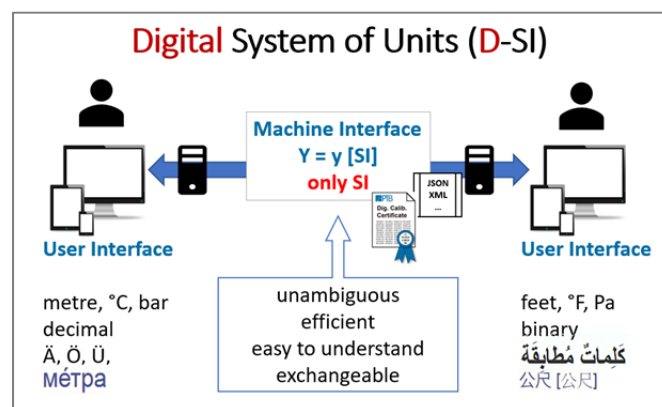 Digital System of Units (D-SI)
Machine Interface
Y = y [SI]
only SI
JSON
XML
...
PTB
Dig. Calib.
Certificate
User Interface
metre, °C, bar
decimal
Ä, Ö, Ü,
мéтра
unambiguous
efficient
easy to understand
exchangeable
User Interface
feet, °F, Pa
binary
كَلِماتٌ مُطابِقَة
公尺 [公尺]